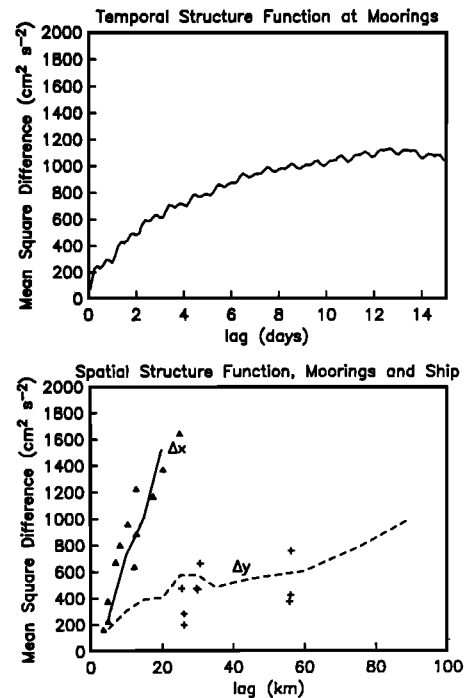 Temporal Structure Function at Moorings
Mean Square Difference (cm² s⁻²)
2000
1800
1600
1400
1200
1000
800
600
400
200
0
0 2 4 6 8 10 12 14
lag (days)
Spatial Structure Function, Moorings and Ship
Mean Square Difference (cm² s⁻²)
2000
1800
1600
1400
1200
1000
800
600
400
200
0
Δx
Δy
0 20 40 60 80 100
lag (km)